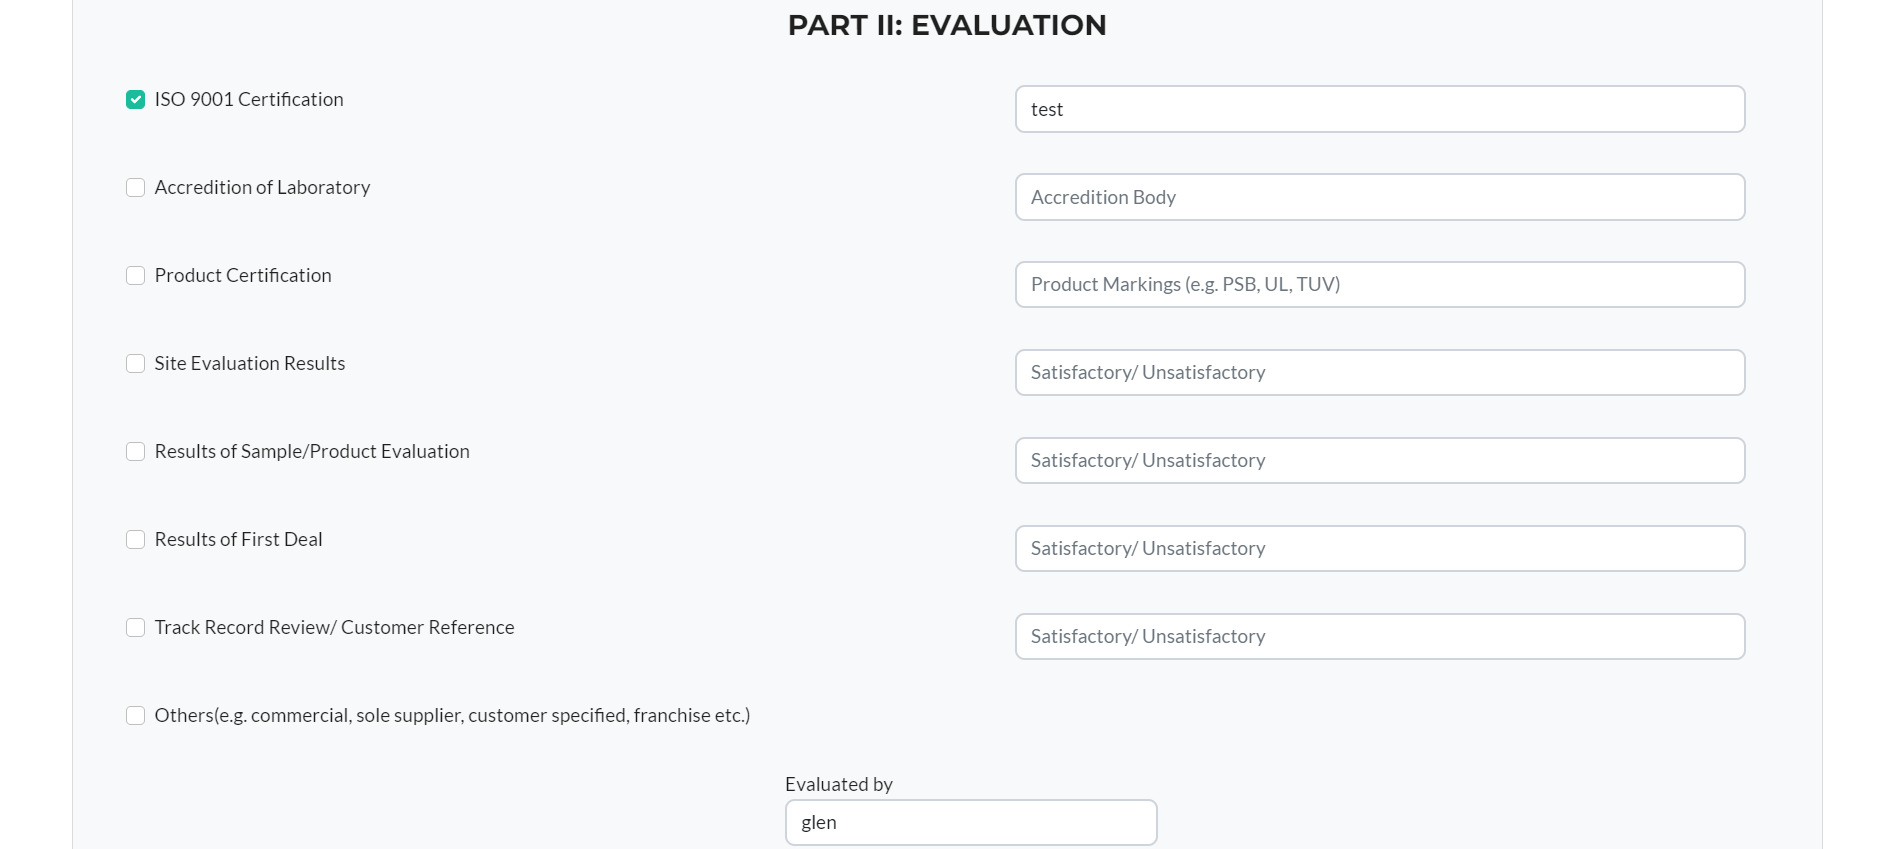 PART II: EVALUATION
ISO 9001 Certification
test
Accredition of Laboratory
Accredition Body
Product Certification
Product Markings (e.g. PSB, UL, TUV)
Site Evaluation Results
Satisfactory/ Unsatisfactory
Results of Sample/Product Evaluation
Satisfactory/ Unsatisfactory
Results of First Deal
Satisfactory/ Unsatisfactory
Track Record Review/ Customer Reference
Satisfactory/ Unsatisfactory
Others(e.g. commercial, sole supplier, customer specified, franchise etc.)
Evaluated by
glen